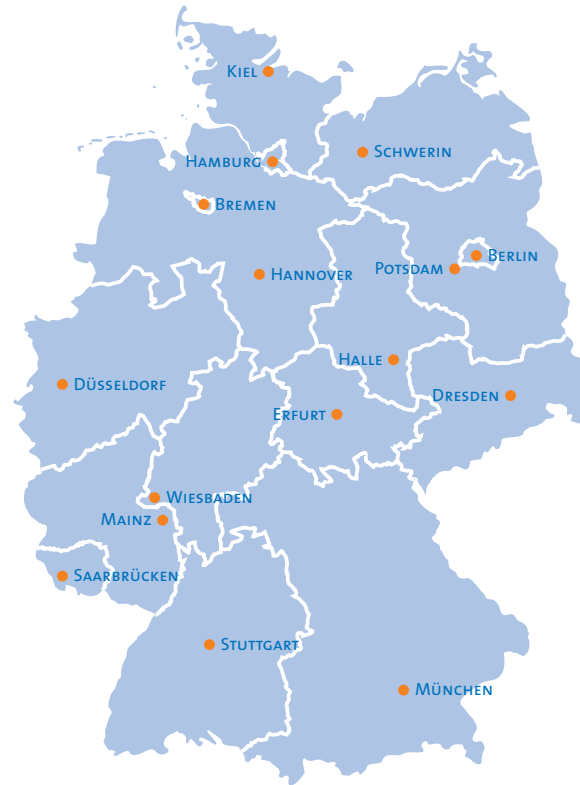 KIEL
SCHWERIN
HAMBURG
BREMEN
BERLIN
POTSDAM
HANNOVER
HALLE
DÜSSELDORF
DRESDEN
ERFURT
WIESBADEN
MAINZ
SAARBRÜCKEN
STUTTGART
MÜNCHEN